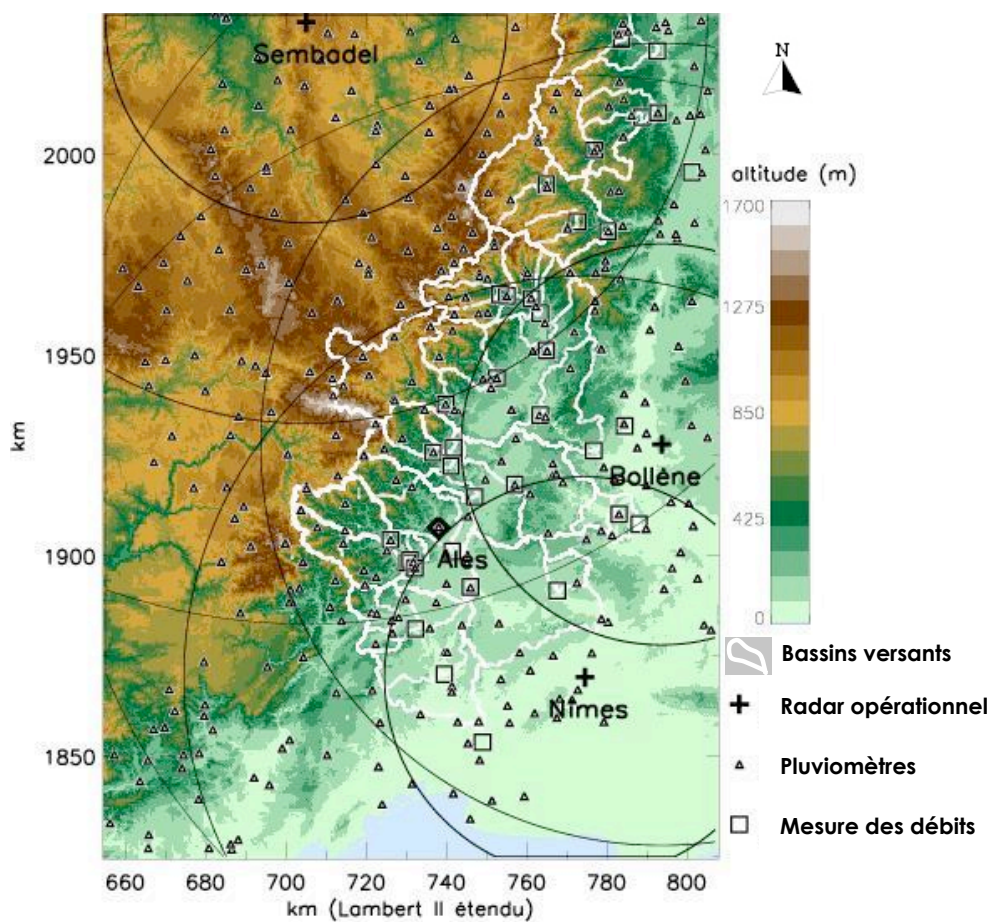 Sembadel
N
2000
altitude (m)
1700
1275
1950
850
km
Bollène
425
1900
Alès
0
Bassins versants
Nîmes
Radar opérationnel
1850
Pluviomètres
Mesure des débits
660 680 700 720 740 760 780 800
km (Lambert II étendu)